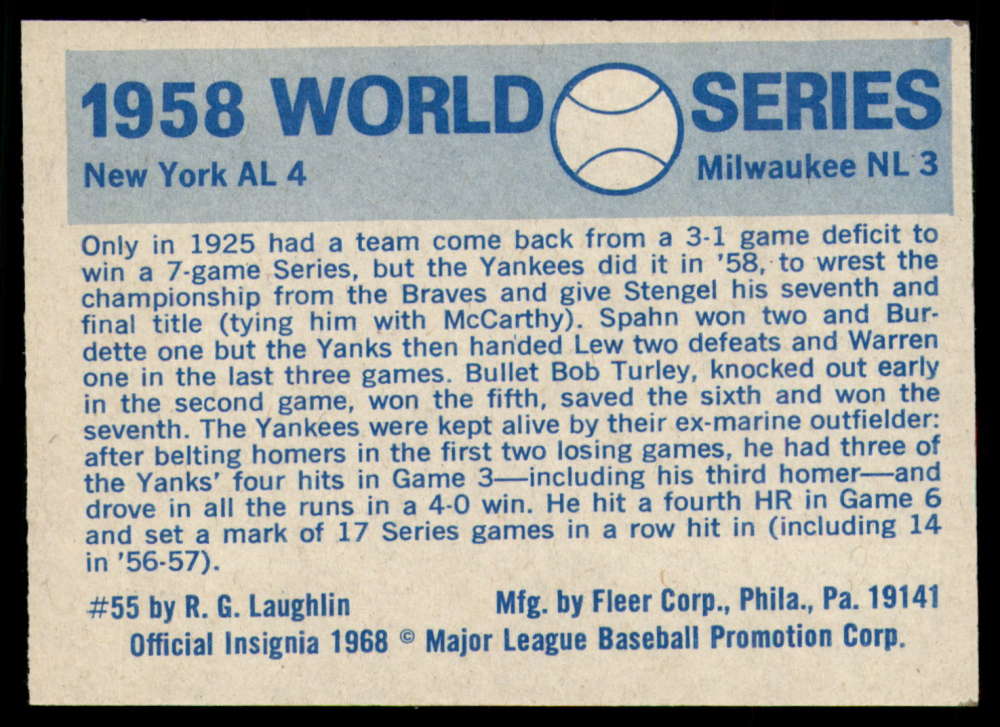 1958 WORLD SERIES
New York AL 4
Milwaukee NL 3
Only in 1925 had a team come back from a 3-1 game deficit to
win a 7-game Series, but the Yankees did it in '58, to wrest the
championship from the Braves and give Stengel his seventh and
final title (tying him with McCarthy). Spahn won two and Bur-
dette one but the Yanks then handed Lew two defeats and Warren
one in the last three games. Bullet Bob Turley, knocked out early
in the second game, won the fifth, saved the sixth and won the
seventh. The Yankees were kept alive by their ex-marine outfielder:
after belting homers in the first two losing games, he had three of
the Yanks' four hits in Game 3—including his third homer—and
drove in all the runs in a 4-0 win. He hit a fourth HR in Game 6
and set a mark of 17 Series games in a row hit in (including 14
in '56-57).
#55 by R. G. Laughlin
Mfg. by Fleer Corp., Phila., Pa. 19141
Official Insignia 1968 © Major League Baseball Promotion Corp.